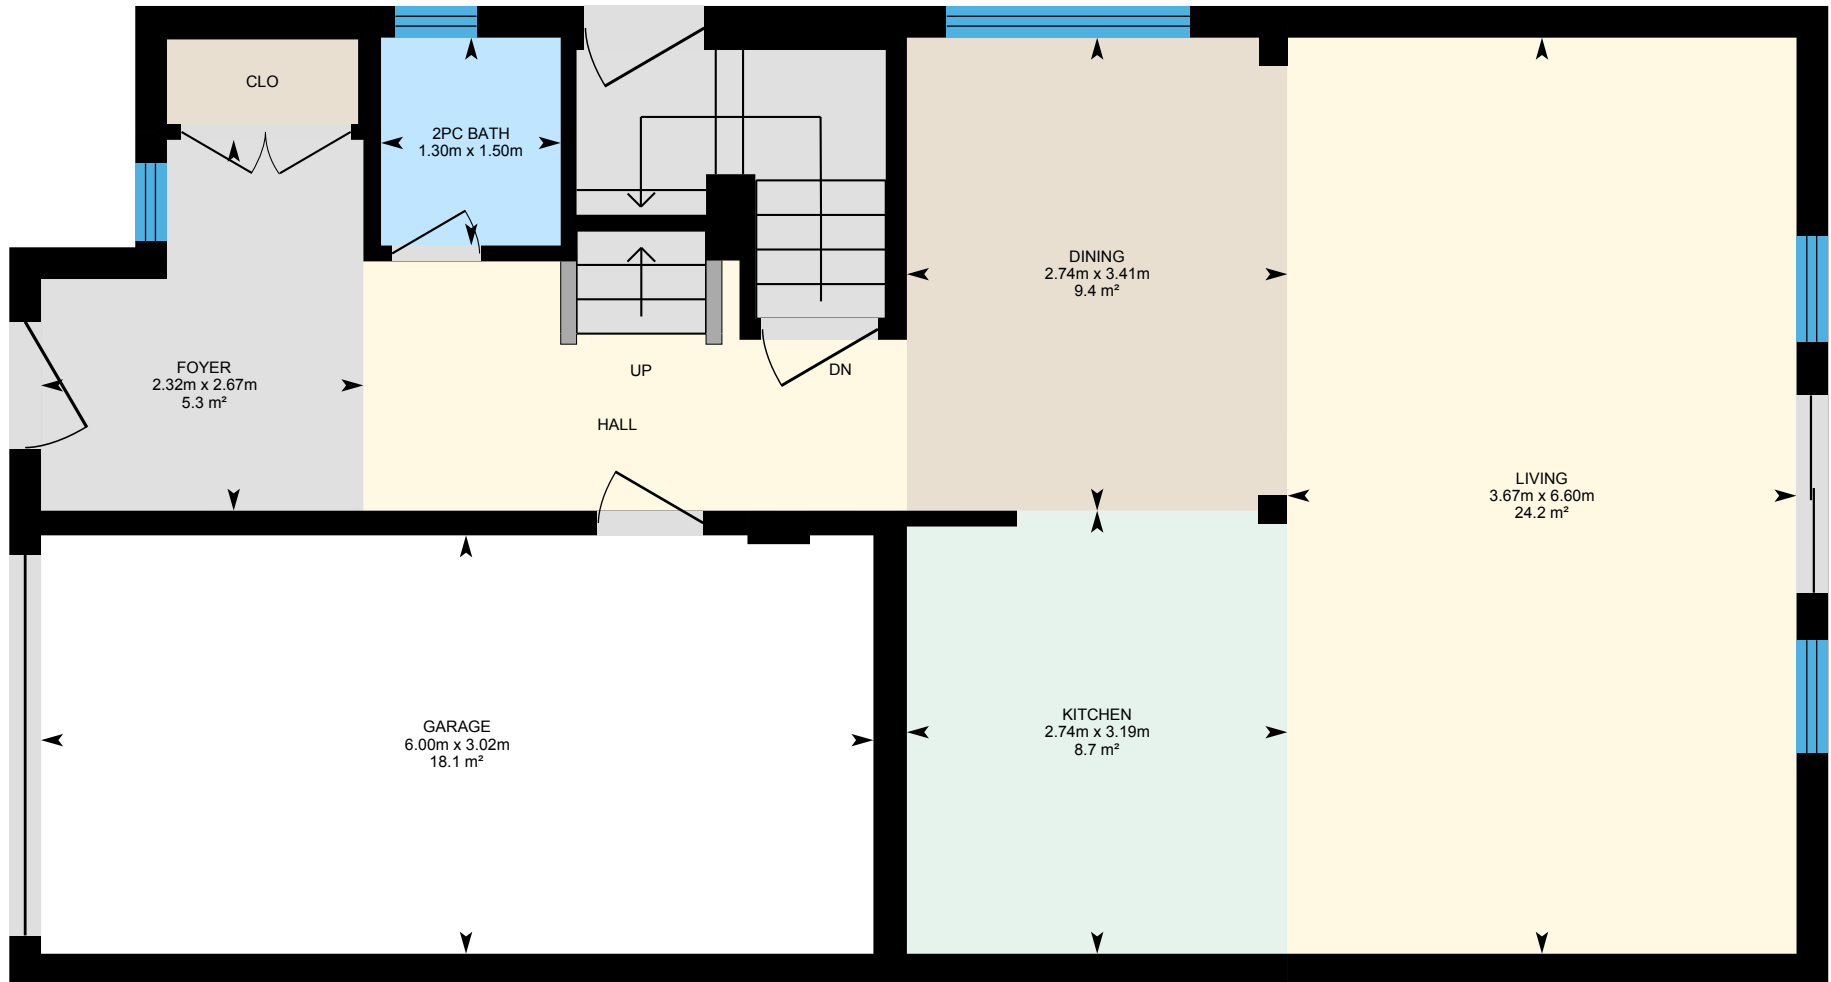 CLO
2PC BATH
1.30m x 1.50m
DINING
2.74m x 3.41m
9.4 m²
FOYER
2.32m x 2.67m
5.3 m²
UP
DN
HALL
LIVING
3.67m x 6.60m
24.2 m²
GARAGE
6.00m x 3.02m
18.1 m²
KITCHEN
2.74m x 3.19m
8.7 m²